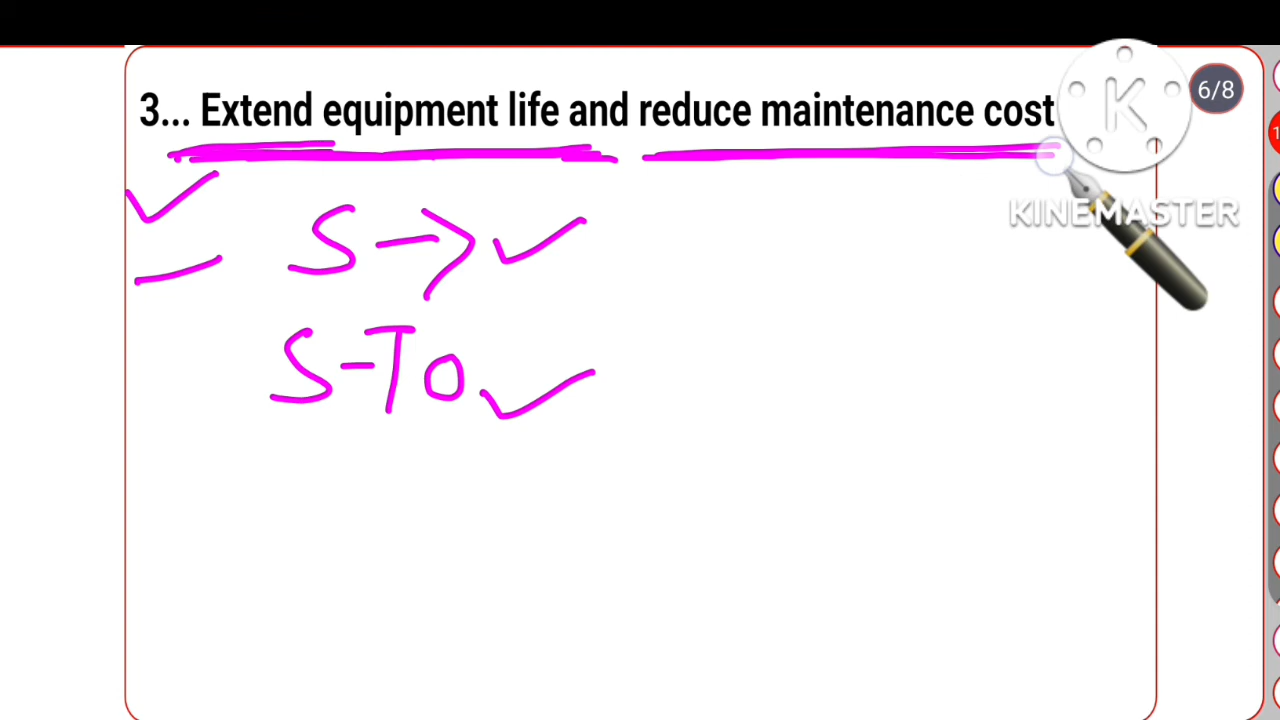 3... Extend equipment life and reduce maintenance cost
6/8
KINEMASTER
S →
S-TO